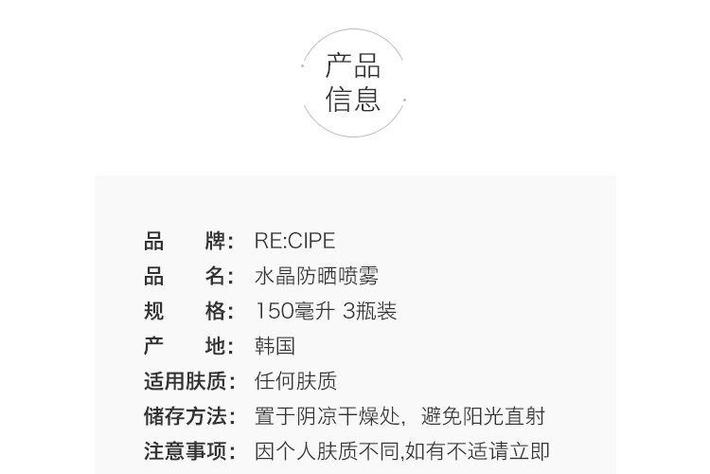 产品
信息
品 牌： RE:CIPE
品 名： 水晶防晒喷雾
规 格： 150毫升 3瓶装
产 地： 韩国
适用肤质： 任何肤质
储存方法： 置于阴凉干燥处，避免阳光直射
注意事项： 因个人肤质不同,如有不适请立即